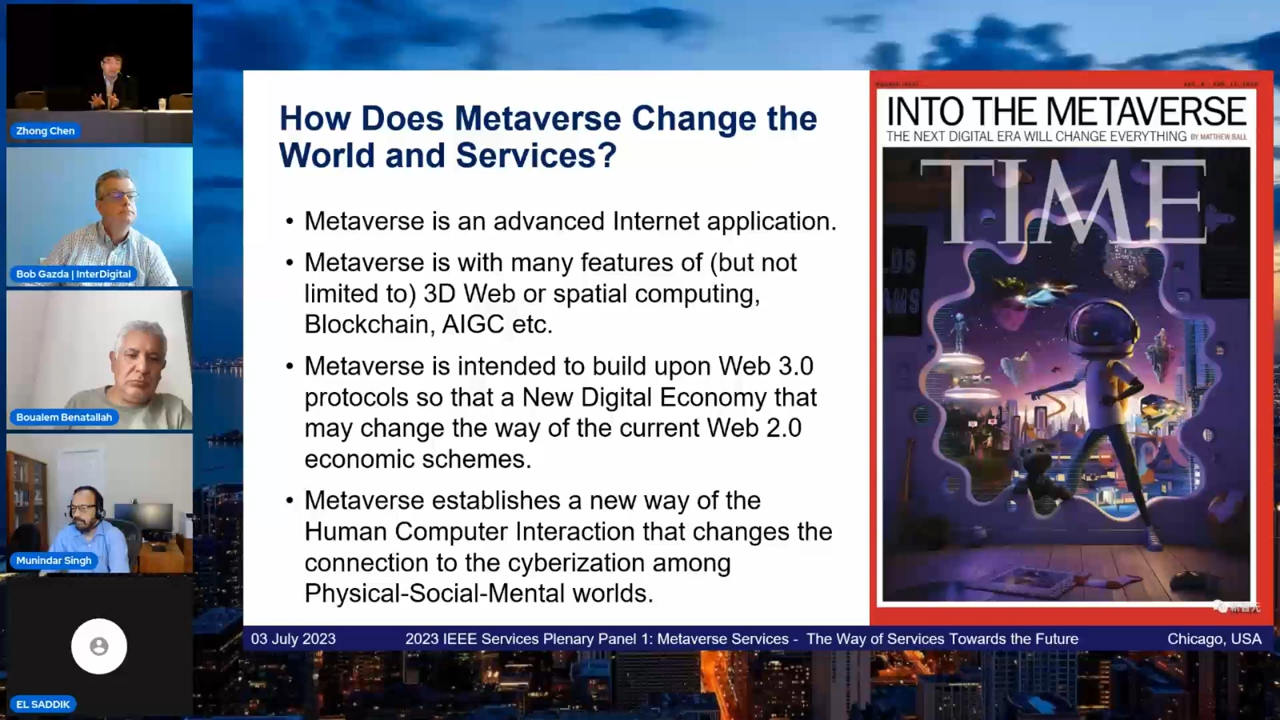 Zhong Chen
Bob Gazda | InterDigital
Boualem Benatallah
Munindar Singh
EL SADDIK
How Does Metaverse Change the
World and Services?
• Metaverse is an advanced Internet application.
• Metaverse is with many features of (but not
limited to) 3D Web or spatial computing,
Blockchain, AIGC etc.
• Metaverse is intended to build upon Web 3.0
protocols so that a New Digital Economy that
may change the way of the current Web 2.0
economic schemes.
• Metaverse establishes a new way of the
Human Computer Interaction that changes the
connection to the cyberization among
Physical-Social-Mental worlds.
INTO THE METAVERSE
THE NEXT DIGITAL ERA WILL CHANGE EVERYTHING BY MATTHEW BALL
TIME
新智元
03 July 2023
2023 IEEE Services Plenary Panel 1: Metaverse Services - The Way of Services Towards the Future
Chicago, USA